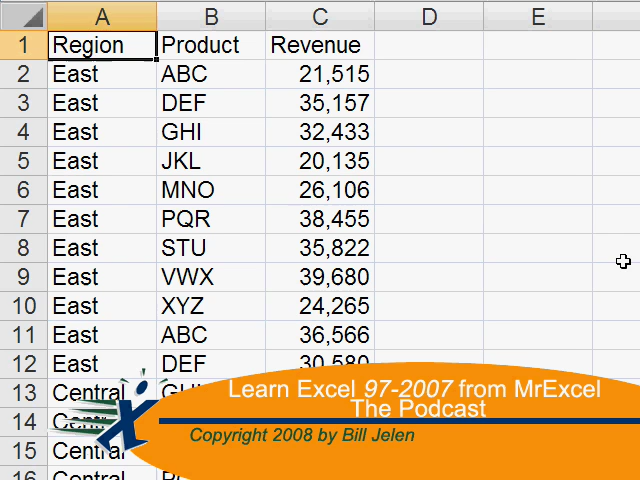 A B C D E
1 Region Product Revenue
2 East ABC 21,515
3 East DEF 35,157
4 East GHI 32,433
5 East JKL 20,135
6 East MNO 26,106
7 East PQR 38,455
8 East STU 35,822
9 East VWX 39,680
10 East XYZ 24,265
11 East ABC 36,566
12 East DEF 30,580
13 Central
14 Central
15 Central
16 Central
Learn Excel 97-2007 from MrExcel
The Podcast
Copyright 2008 by Bill Jelen